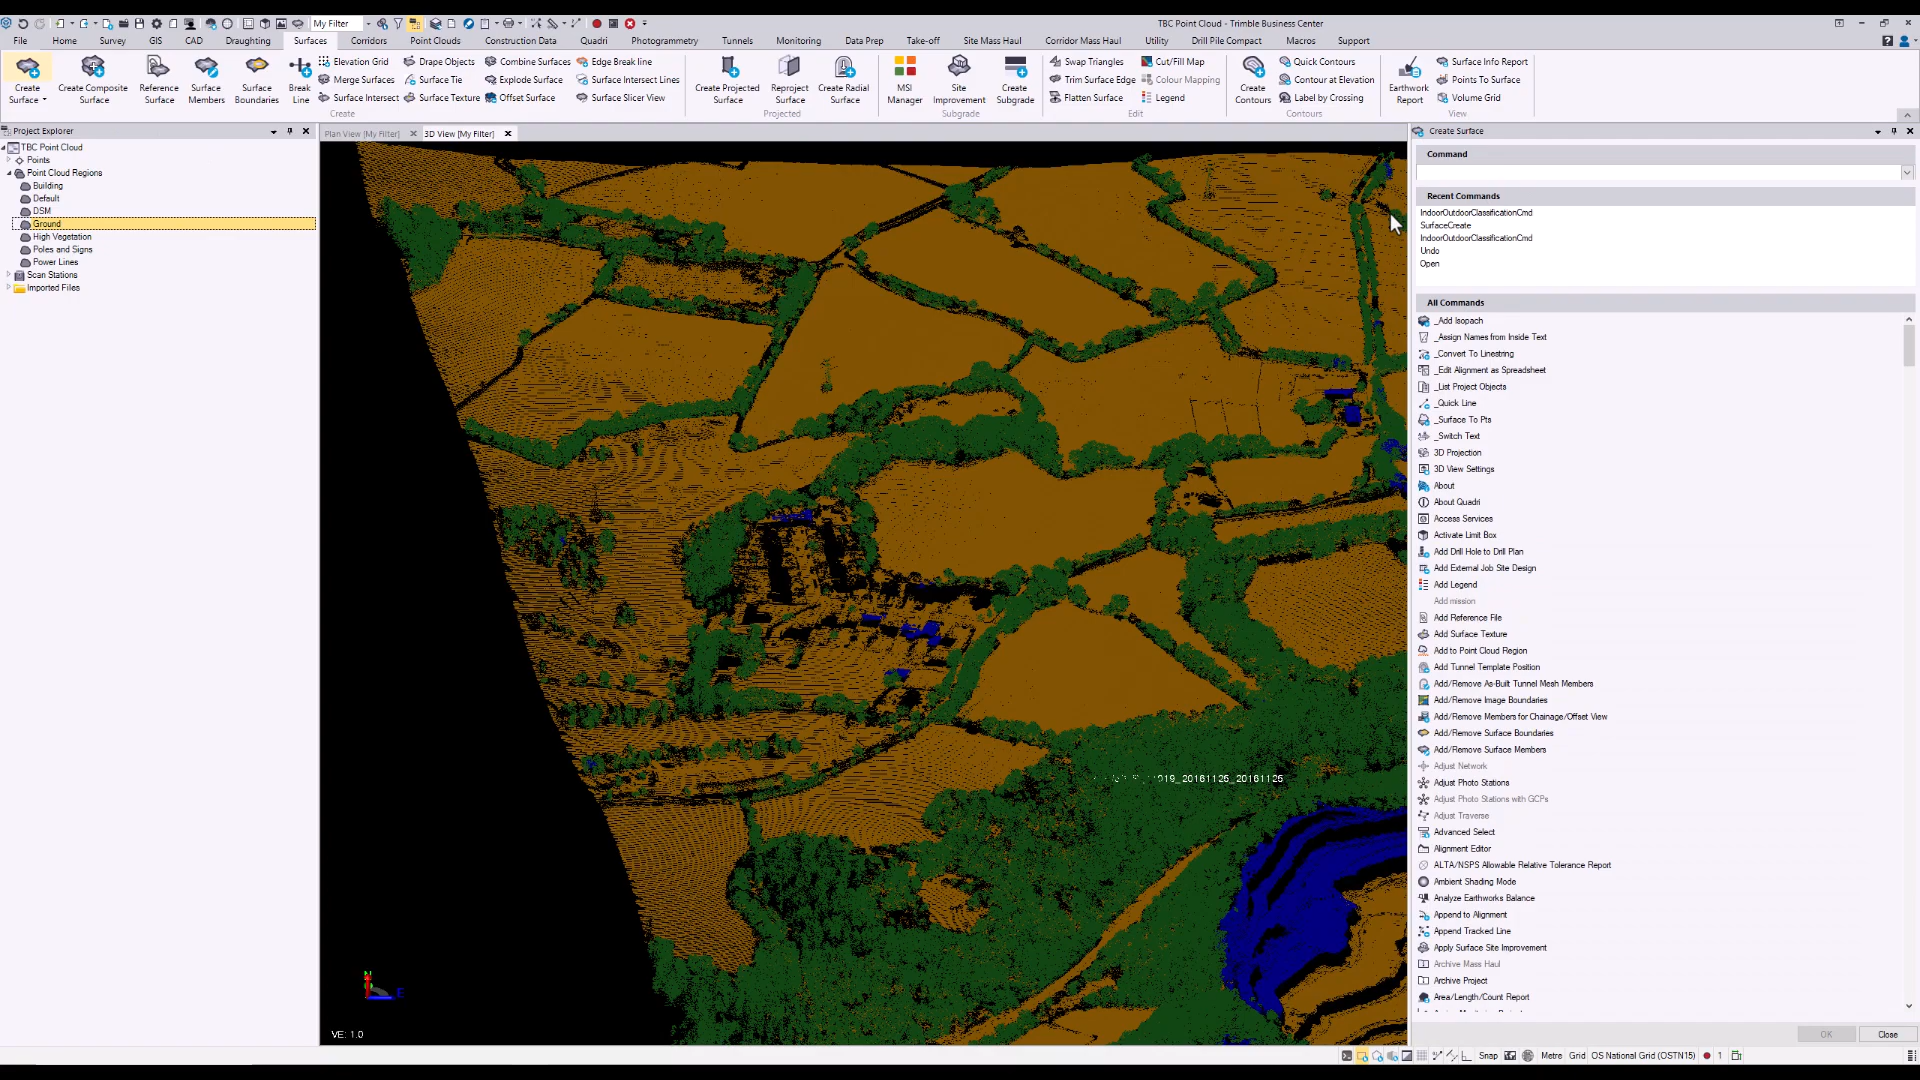 My Filter
TBC Point Cloud - Trimble Business Center
File Home Survey GIS CAD Draughting Surfaces Corridors Point Clouds Construction Data Quadri Photogrammetry Tunnels Monitoring Data Prep Take-off Site Mass Haul Corridor Mass Haul Utility Drill Pile Compact Macros Support
Create Surface
Create Composite Surface
Reference Surface
Surface Members
Surface Boundaries
Break Line
Elevation Grid
Merge Surfaces
Surface Intersect
Drape Objects
Surface Tie
Surface Texture
Combine Surfaces
Explode Surface
Offset Surface
Edge Break line
Surface Intersect Lines
Surface Slicer View
Create
Create Projected Surface
Reproject Surface
Create Radial Surface
Projected
MSI Manager
Site Improvement
Create Subgrade
Subgrade
Swap Triangles
Trim Surface Edge
Flatten Surface
Cut/Fill Map
Colour Mapping
Legend
Edit
Create Contours
Quick Contours
Contour at Elevation
Label by Crossing
Contours
Earthwork Report
Surface Info Report
Points To Surface
Volume Grid
View
Project Explorer
TBC Point Cloud
Points
Point Cloud Regions
Building
Default
DSM
Ground
High Vegetation
Poles and Signs
Power Lines
Scan Stations
Imported Files
Plan View [My Filter]
3D View [My Filter]
019_20161125_20161125
N
E
VE: 1.0
Create Surface
Command
Recent Commands
IndoorOutdoorClassificationCmd
SurfaceCreate
IndoorOutdoorClassificationCmd
Undo
Open
All Commands
_Add Isopach
_Assign Names from Inside Text
_Convert To Linestring
_Edit Alignment as Spreadsheet
_List Project Objects
_Quick Line
_Surface To Pts
_Switch Text
3D Projection
3D View Settings
About
About Quadri
Access Services
Activate Limit Box
Add Drill Hole to Drill Plan
Add External Job Site Design
Add Legend
Add mission
Add Reference File
Add Surface Texture
Add to Point Cloud Region
Add Tunnel Template Position
Add/Remove As-Built Tunnel Mesh Members
Add/Remove Image Boundaries
Add/Remove Members for Chainage/Offset View
Add/Remove Surface Boundaries
Add/Remove Surface Members
Adjust Network
Adjust Photo Stations
Adjust Photo Stations with GCPs
Adjust Traverse
Advanced Select
Alignment Editor
ALTA/NSPS Allowable Relative Tolerance Report
Ambient Shading Mode
Analyze Earthworks Balance
Append to Alignment
Append Tracked Line
Apply Surface Site Improvement
Archive Mass Haul
Archive Project
Area/Length/Count Report
OK Close
Snap Metre Grid OS National Grid (OSTN15) 1